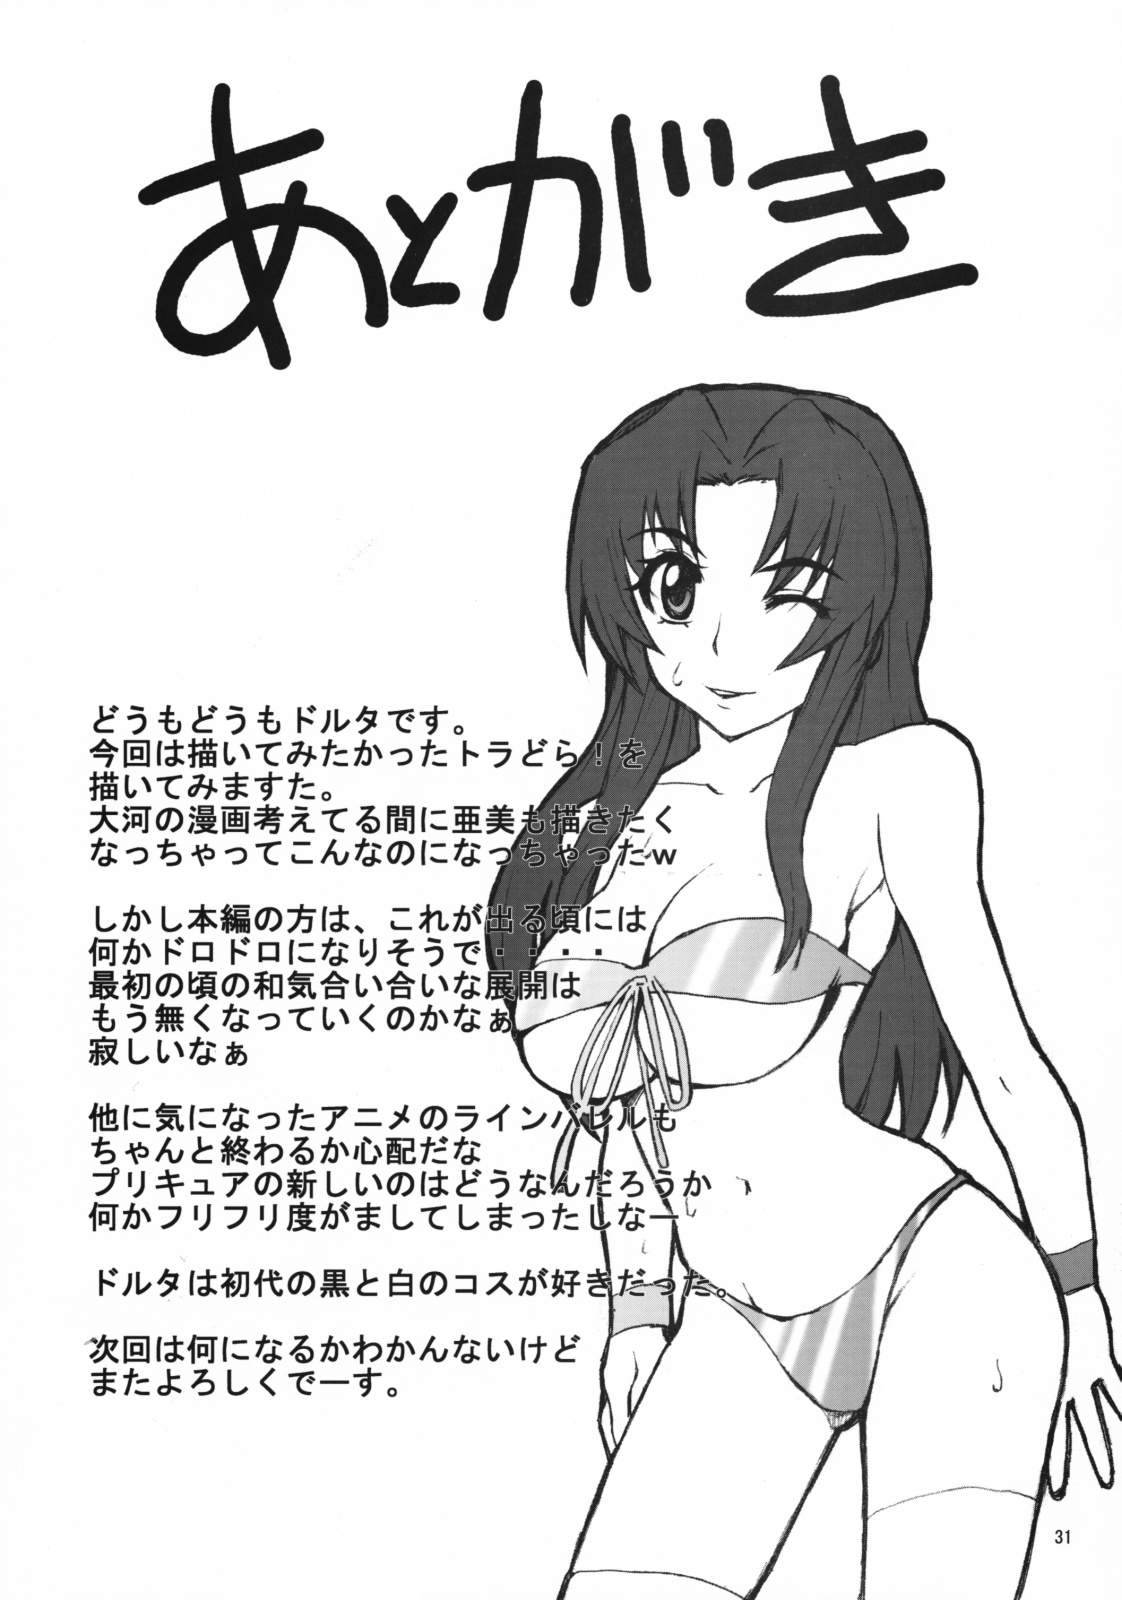 あとがき
どうもどうもドルタです。
今回は描いてみたかったトラどら！を
描いてみますた。
大河の漫画考えてる間に亜美も描きたく
なっちゃってこんなのになっちゃったｗ
しかし本編の方は、これが出る頃には
何かドロドロになりそうで・・・・
最初の頃の和気合い合いな展開は
もう無くなっていくのかなぁ
寂しいなぁ
他に気になったアニメのラインバレルも
ちゃんと終わるか心配だな
プリキュアの新しいのはどうなんだろうか
何かフリフリ度がましてしまったしなー
ドルタは初代の黒と白のコスが好きだった。
次回は何になるかわかんないけど
またよろしくでーす。
31